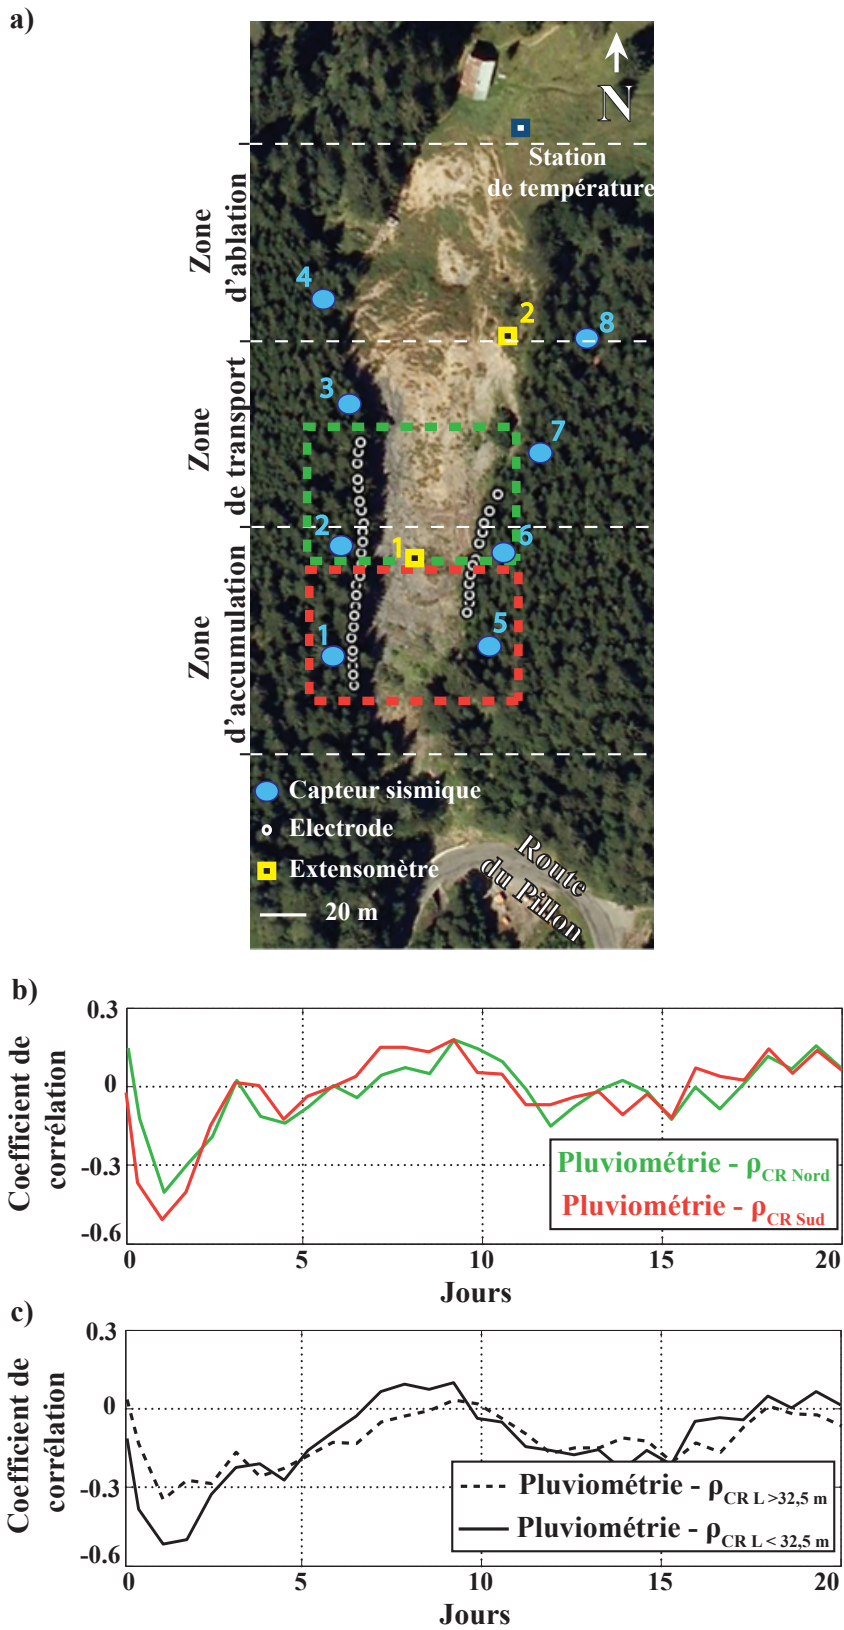 a)
N
Station
de température
Zone
d'ablation
4
2
8
3
Zone
de transport
7
2
1
6
Zone
d'accumulation
1
5
Capteur sismique
Electrode
Extensomètre
20 m
Route
du Pillon
b)
Coefficient de
corrélation
0.3
0
-0.3
-0.6
Pluviométrie - ρCR Nord
Pluviométrie - ρCR Sud
0 5 10 15 20
Jours
c)
Coefficient de
corrélation
0.3
0
-0.3
-0.6
Pluviométrie - ρCR L >32,5 m
Pluviométrie - ρCR L < 32,5 m
0 5 10 15 20
Jours